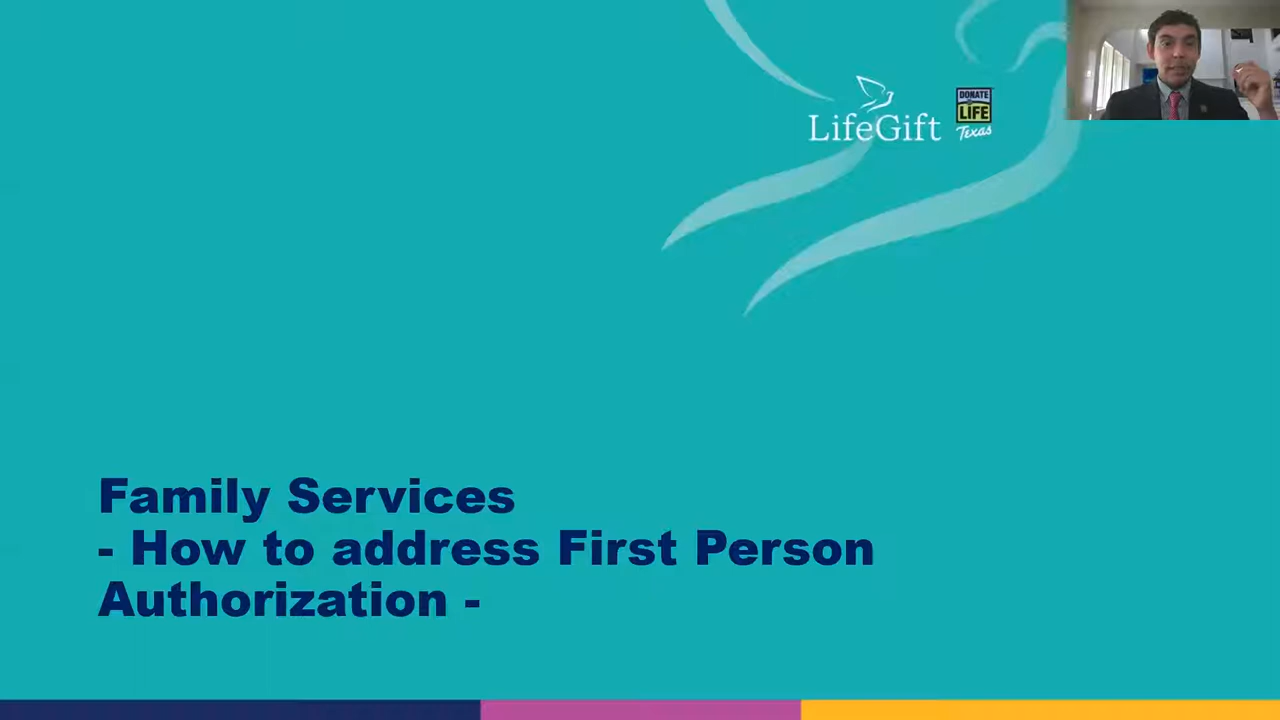 LifeGift
DONATE
LiFE
Texas
Family Services
- How to address First Person
Authorization -